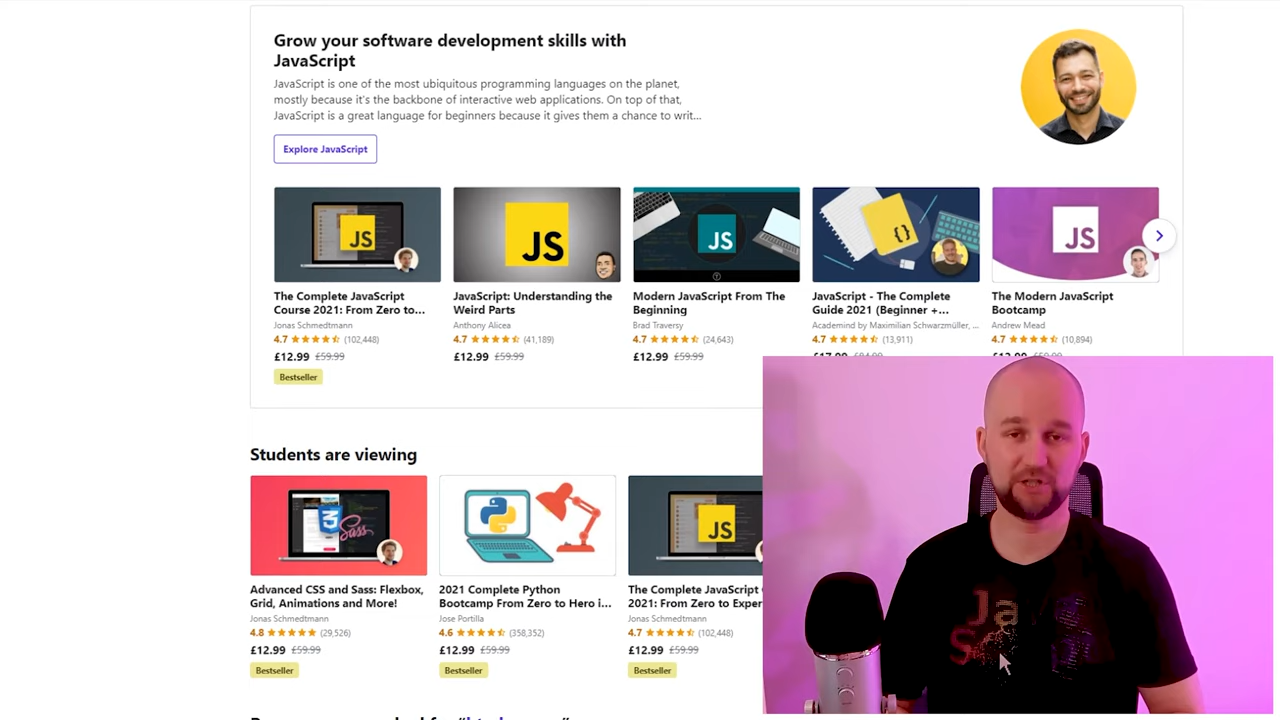 Grow your software development skills with
JavaScript
JavaScript is one of the most ubiquitous programming languages on the planet,
mostly because it's the backbone of interactive web applications. On top of that,
JavaScript is a great language for beginners because it gives them a chance to writ...
Explore JavaScript
JS
JS
JS
{}
JS
The Complete JavaScript
Course 2021: From Zero to...
Jonas Schmedtmann
4.7 (102,448)
£12.99 £59.99
Bestseller
JavaScript: Understanding the
Weird Parts
Anthony Alicea
4.7 (41,189)
£12.99 £59.99
Modern JavaScript From The
Beginning
Brad Traversy
4.7 (24,643)
£12.99 £59.99
JavaScript - The Complete
Guide 2021 (Beginner +...
Academind by Maximilian Schwarzmüller, ...
4.7 (13,911)
The Modern JavaScript
Bootcamp
Andrew Mead
4.7 (10,894)
Students are viewing
3
Sass
JS
Advanced CSS and Sass: Flexbox,
Grid, Animations and More!
Jonas Schmedtmann
4.8 (29,526)
£12.99 £59.99
Bestseller
2021 Complete Python
Bootcamp From Zero to Hero i...
Jose Portilla
4.6 (358,352)
£12.99 £59.99
Bestseller
The Complete JavaScript
2021: From Zero to Exper
Jonas Schmedtmann
4.7 (102,448)
£12.99 £59.99
Bestseller